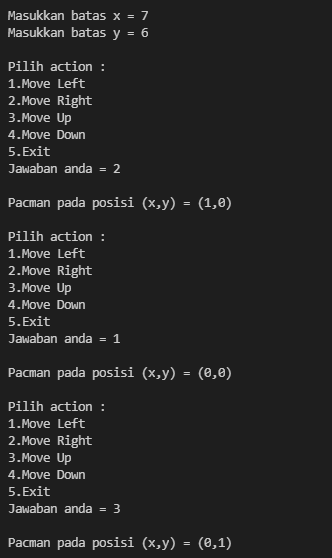 Masukkan batas x = 7
Masukkan batas y = 6
Pilih action :
1.Move Left
2.Move Right
3.Move Up
4.Move Down
5.Exit
Jawaban anda = 2
Pacman pada posisi (x,y) = (1,0)
Pilih action :
1.Move Left
2.Move Right
3.Move Up
4.Move Down
5.Exit
Jawaban anda = 1
Pacman pada posisi (x,y) = (0,0)
Pilih action :
1.Move Left
2.Move Right
3.Move Up
4.Move Down
5.Exit
Jawaban anda = 3
Pacman pada posisi (x,y) = (0,1)